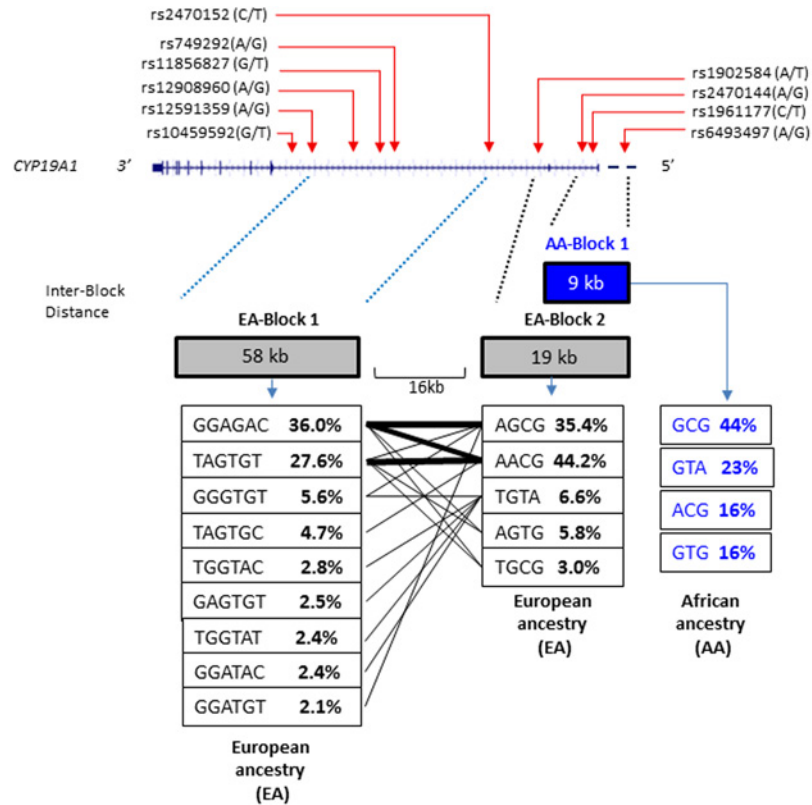 rs2470152 (C/T)
rs749292(A/G)
rs11856827 (G/T)
rs12908960 (A/G)
rs12591359 (A/G)
rs10459592(G/T)
rs1902584 (A/T)
rs2470144(A/G)
rs1961177(C/T)
rs6493497 (A/G)
CYP19A1 3' 5'
AA-Block 1
9 kb
Inter-Block
Distance
EA-Block 1
58 kb
16kb
EA-Block 2
19 kb
GGAGAC 36.0%
TAGTGT 27.6%
GGGTGT 5.6%
TAGTGC 4.7%
TGGTAC 2.8%
GAGTGT 2.5%
TGGTAT 2.4%
GGATAC 2.4%
GGATGT 2.1%
European
ancestry
(EA)
AGCG 35.4%
AACG 44.2%
TGTA 6.6%
AGTG 5.8%
TGCG 3.0%
European
ancestry
(EA)
GCG 44%
GTA 23%
ACG 16%
GTG 16%
African
ancestry
(AA)